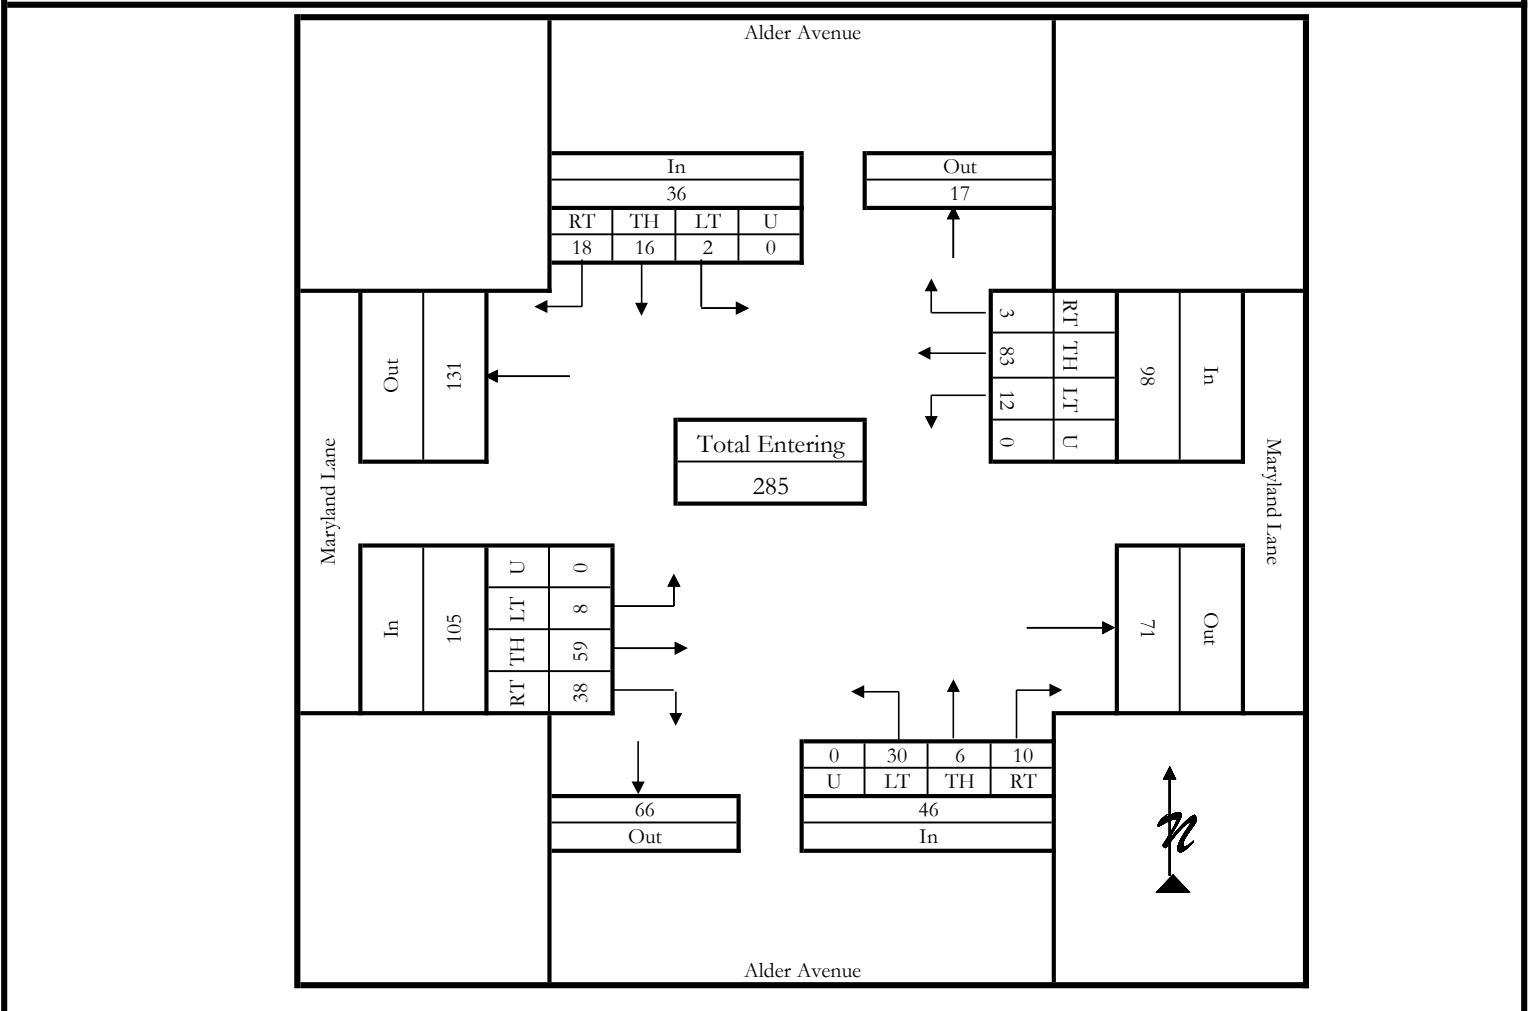 Alder Avenue
In
36
RT TH LT U
18 16 2 0
Out
17
Out
131
Maryland Lane
3 RT
83 TH
12 LT
0 U
98
In
Maryland Lane
Total Entering
285
In
105
U 0
LT 8
TH 59
RT 38
71
Out
0 30 6 10
U LT TH RT
46
In
66
Out
n
Alder Avenue